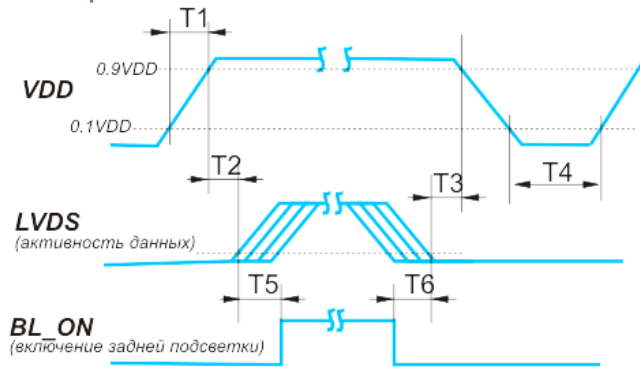 T1
0.9VDD
VDD
0.1VDD
T2
T3
T4
LVDS
(активность данных)
T5
T6
BL_ON
(включение задней подсветки)